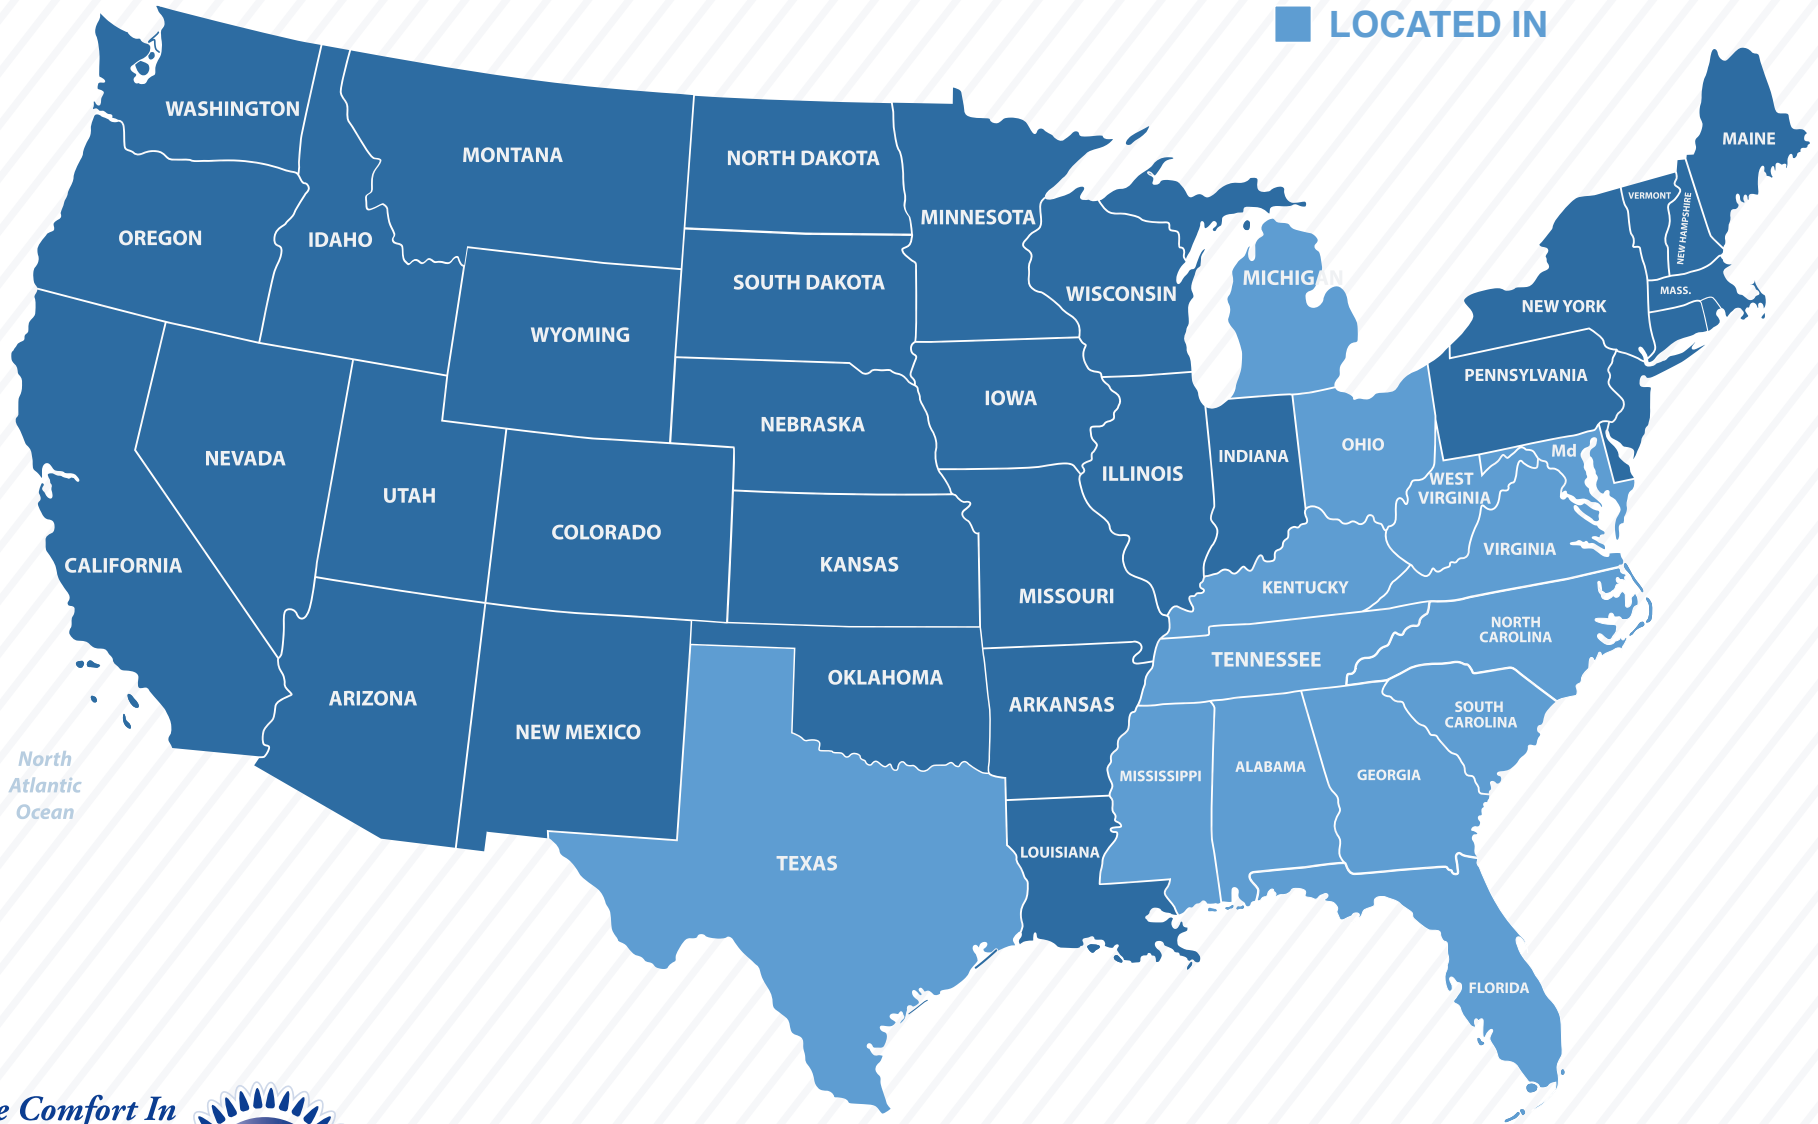 LOCATED IN
WASHINGTON
MONTANA
NORTH DAKOTA
MINNESOTA
MAINE
VERMONT
NEW HAMPSHIRE
OREGON
IDAHO
SOUTH DAKOTA
WISCONSIN
MICHIGAN
MASS.
NEW YORK
WYOMING
PENNSYLVANIA
IOWA
NEBRASKA
OHIO
Md
NEVADA
INDIANA
ILLINOIS
UTAH
WEST
VIRGINIA
COLORADO
VIRGINIA
CALIFORNIA
KANSAS
KENTUCKY
MISSOURI
NORTH
CAROLINA
TENNESSEE
OKLAHOMA
ARIZONA
ARKANSAS
SOUTH
CAROLINA
NEW MEXICO
MISSISSIPPI
ALABAMA
GEORGIA
North
Atlantic
Ocean
LOUISIANA
TEXAS
FLORIDA
e Comfort In